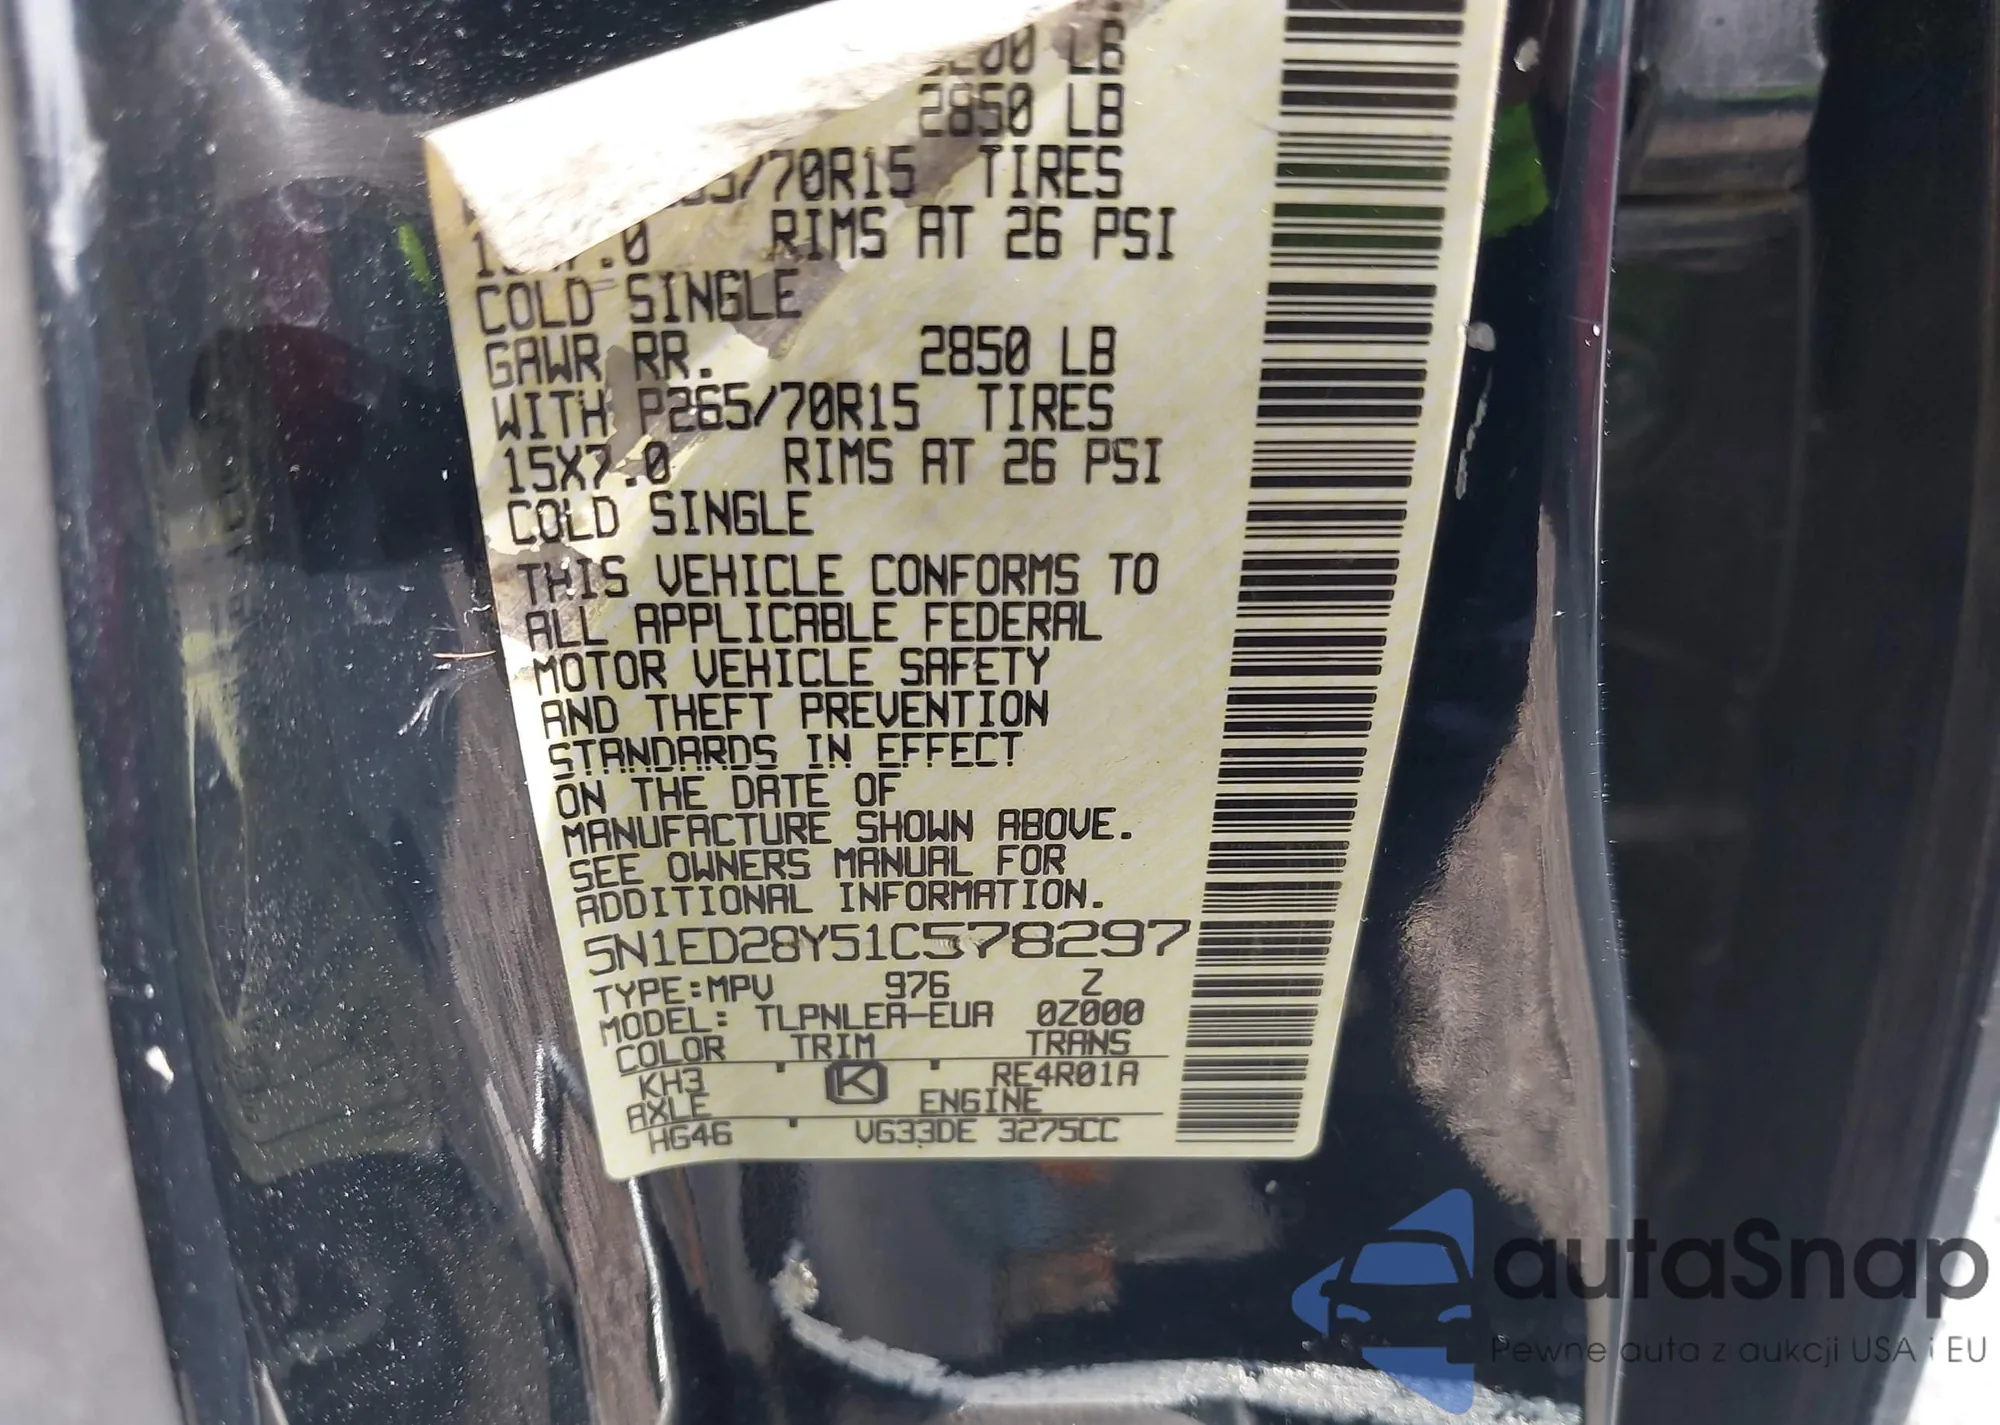 2850 LB
/70R15 TIRES
RIMS AT 26 PSI
COLD SINGLE
GAWR RR. 2850 LB
WITH P265/70R15 TIRES
15X7.0 RIMS AT 26 PSI
COLD SINGLE
THIS VEHICLE CONFORMS TO
ALL APPLICABLE FEDERAL
MOTOR VEHICLE SAFETY
AND THEFT PREVENTION
STANDARDS IN EFFECT
ON THE DATE OF
MANUFACTURE SHOWN ABOVE.
SEE OWNERS MANUAL FOR
ADDITIONAL INFORMATION.
5N1ED28Y51C578297
TYPE:MPV 976 Z
MODEL: TLPNLEA-EUA 0Z000
COLOR TRIM TRANS
KH3 K RE4R01A
AXLE ENGINE
HG46 VG33DE 3275CC
autaSnap
Pewne auta z aukcji USA i EU